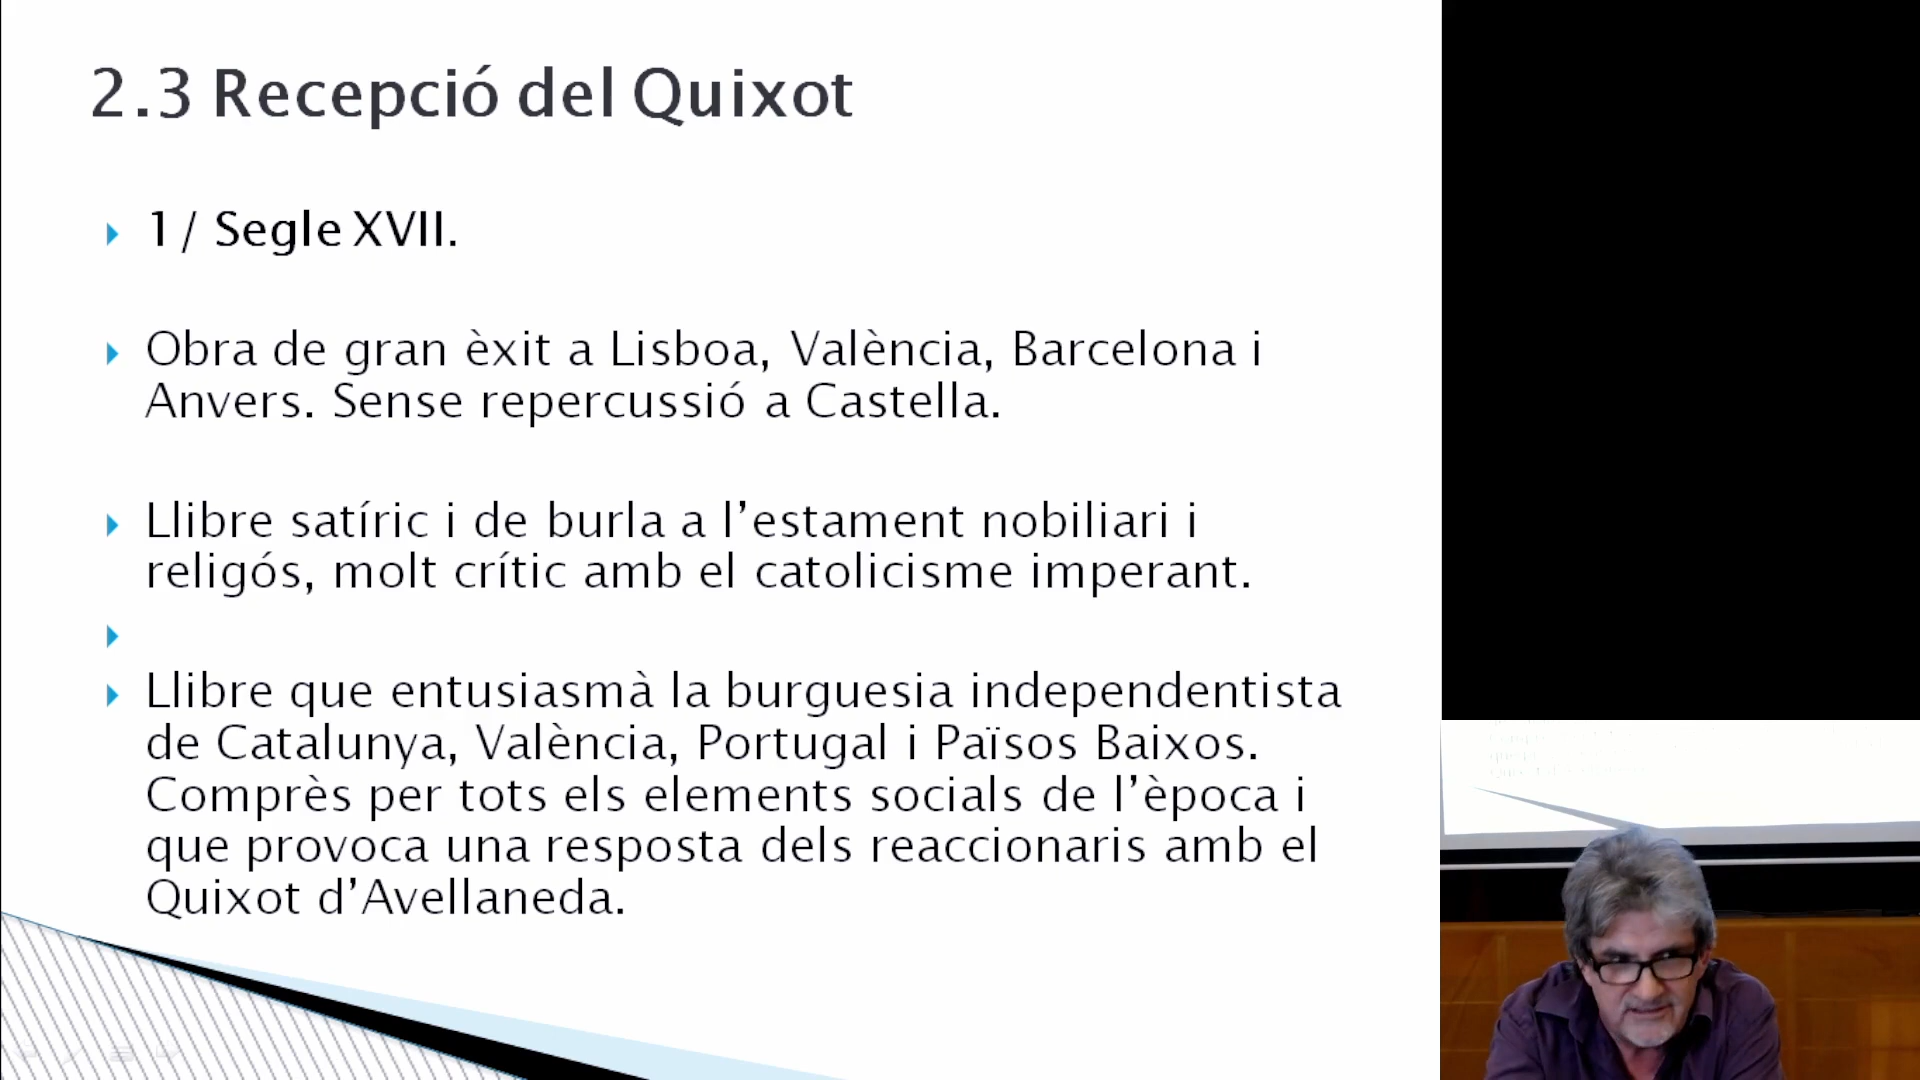 2.3 Recepció del Quixot
1/ Segle XVII.
Obra de gran èxit a Lisboa, València, Barcelona i
Anvers. Sense repercussió a Castella.
Llibre satíric i de burla a l’estament nobiliari i
religós, molt crític amb el catolicisme imperant.
Llibre que entusiasmà la burguesia independentista
de Catalunya, València, Portugal i Països Baixos.
Comprès per tots els elements socials de l’època i
que provoca una resposta dels reaccionaris amb el
Quixot d’Avellaneda.